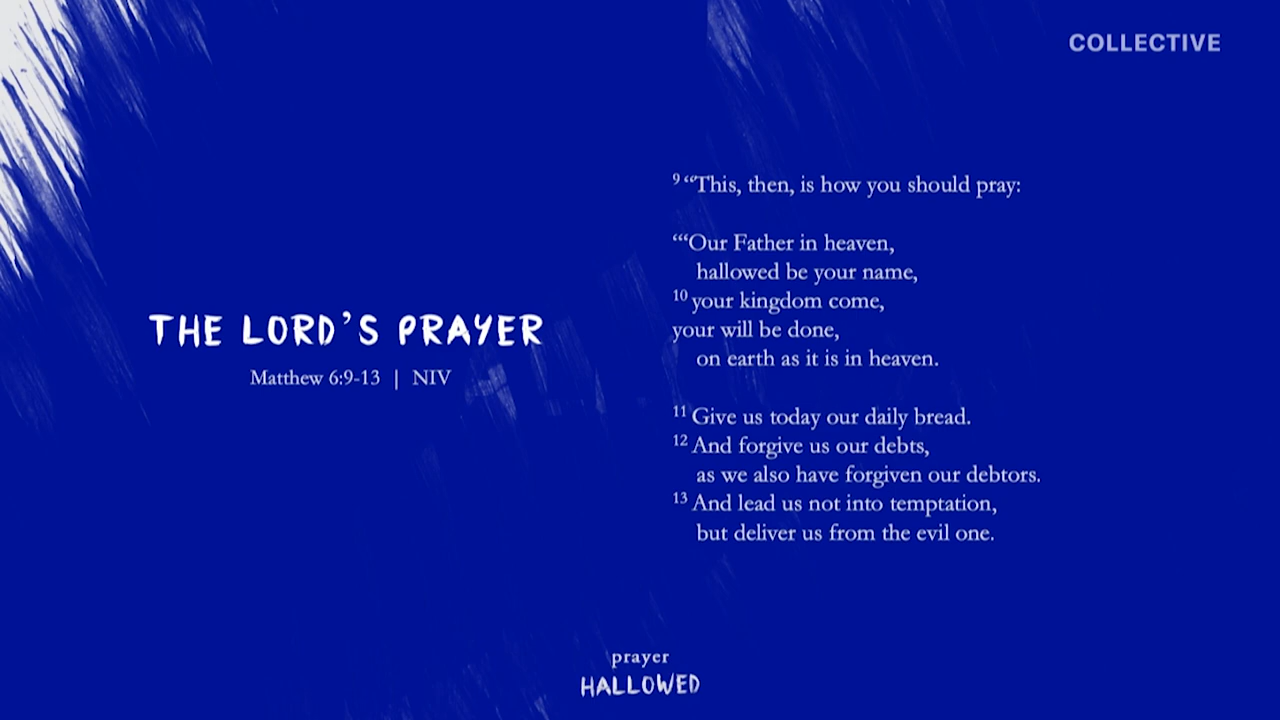 COLLECTIVE
THE LORD’S PRAYER
Matthew 6:9-13 | NIV
9 “This, then, is how you should pray:
“‘Our Father in heaven,
hallowed be your name,
10 your kingdom come,
your will be done,
on earth as it is in heaven.
11 Give us today our daily bread.
12 And forgive us our debts,
as we also have forgiven our debtors.
13 And lead us not into temptation,
but deliver us from the evil one.
prayer
HALLOWED